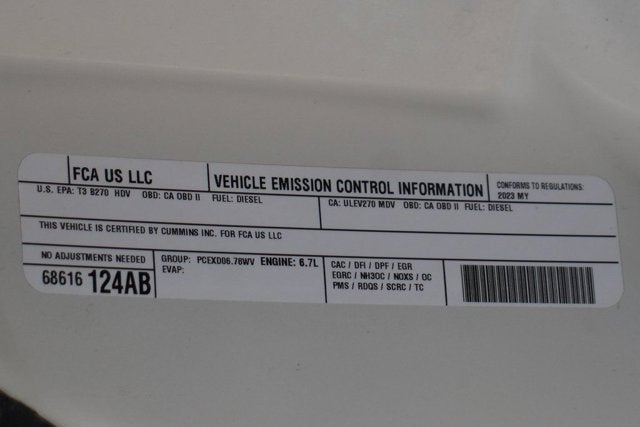 FCA US LLC
VEHICLE EMISSION CONTROL INFORMATION
CONFORMS TO REGULATIONS:
2023 MY
U.S. EPA: T3 B270 HDV OBD: CA OBD II FUEL: DIESEL
CA: ULEV270 MDV OBD: CA OBD II FUEL: DIESEL
THIS VEHICLE IS CERTIFIED BY CUMMINS INC. FOR FCA US LLC
NO ADJUSTMENTS NEEDED
68616 124AB
GROUP: PCEXD06.76WV ENGINE: 6.7L
EVAP:
CAC / DFI / DPF / EGR
EGRC / NH3OC / NOXS / OC
PMS / RDQS / SCRC / TC